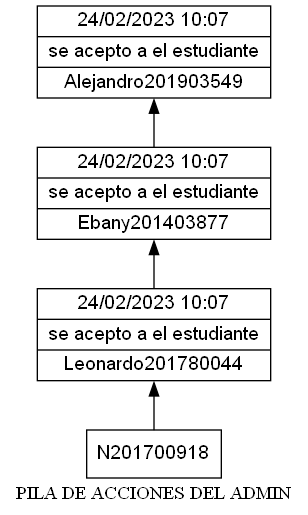 24/02/2023 10:07
se acepto a el estudiante
Alejandro201903549
24/02/2023 10:07
se acepto a el estudiante
Ebany201403877
24/02/2023 10:07
se acepto a el estudiante
Leonardo201780044
N201700918
PILA DE ACCIONES DEL ADMIN